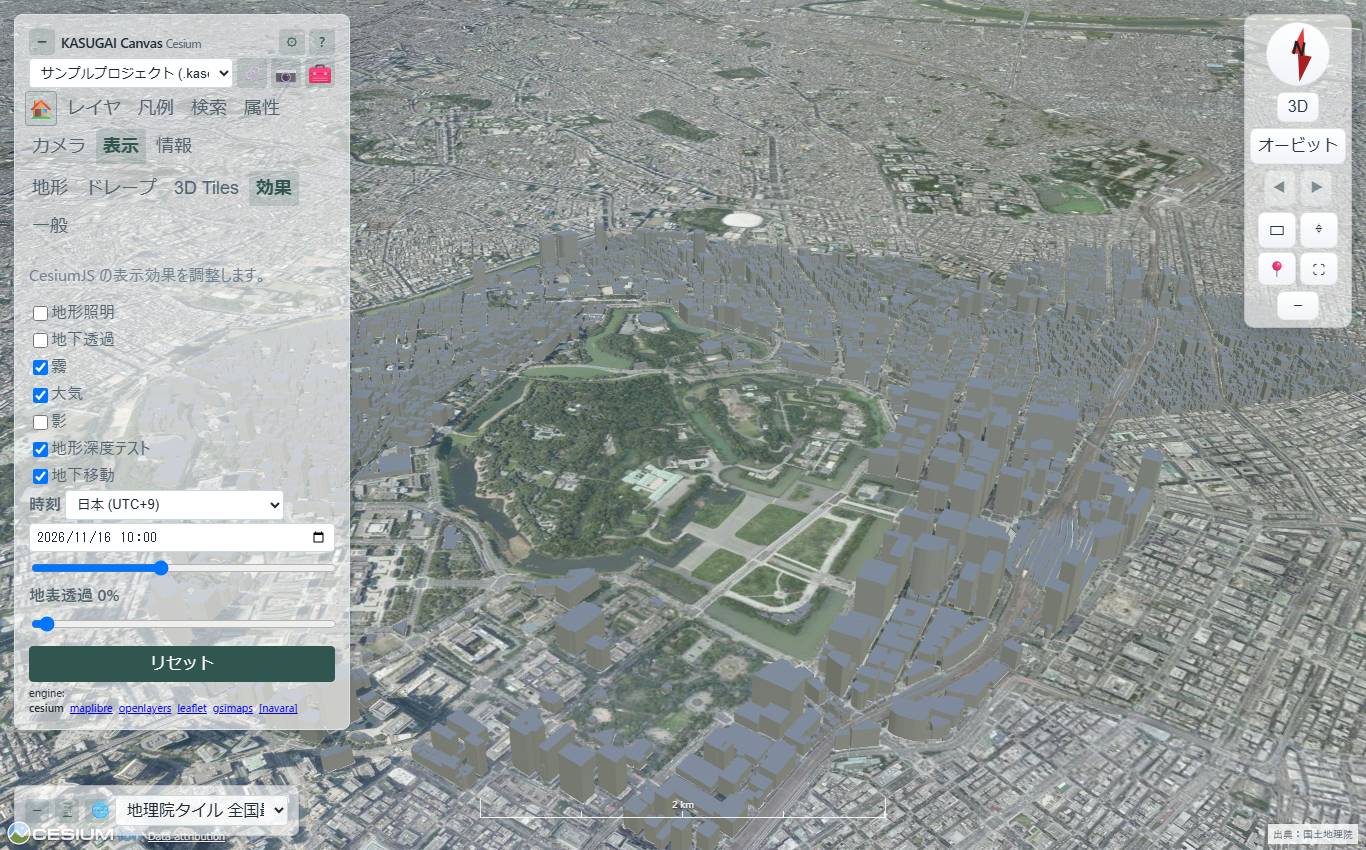 KASUGAI Canvas Cesium
?
サンプルプロジェクト (.kas
レイヤ 凡例 検索 属性
カメラ 表示 情報
地形 ドレープ 3D Tiles 効果
一般
CesiumJS の表示効果を調整します。
地形照明
地下透過
霧
大気
影
地形深度テスト
地下移動
時刻 日本 (UTC+9)
2026/11/16 10:00
地表透過 0%
リセット
engine:
cesium maplibre openlayers leaflet gsimaps [navara]
N
3D
オービット
2 km
地理院タイル 全国
CESIUM ion Data attribution
出典：国土地理院